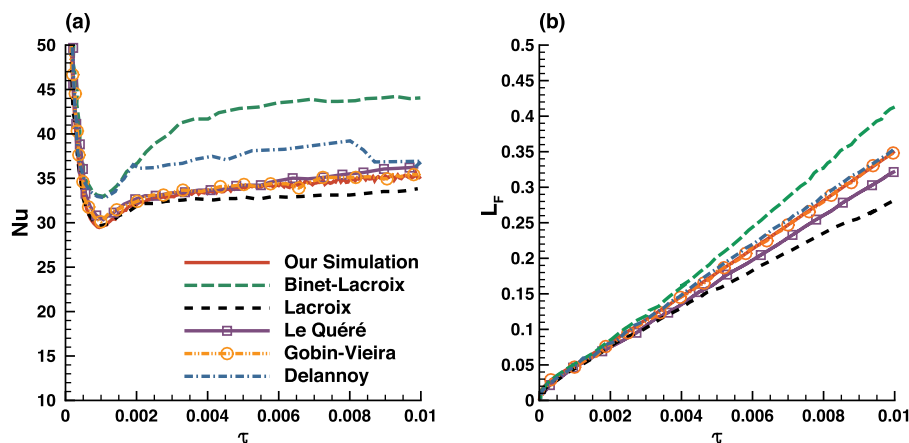 (a)
Nu
50
45
40
35
30
25
20
15
10
0
0.002
0.004
0.006
0.008
0.01
τ
Our Simulation
Binet-Lacroix
Lacroix
Le Quéré
Gobin-Vieira
Delannoy
(b)
L_F
0.5
0.45
0.4
0.35
0.3
0.25
0.2
0.15
0.1
0.05
0
0
0.002
0.004
0.006
0.008
0.01
τ